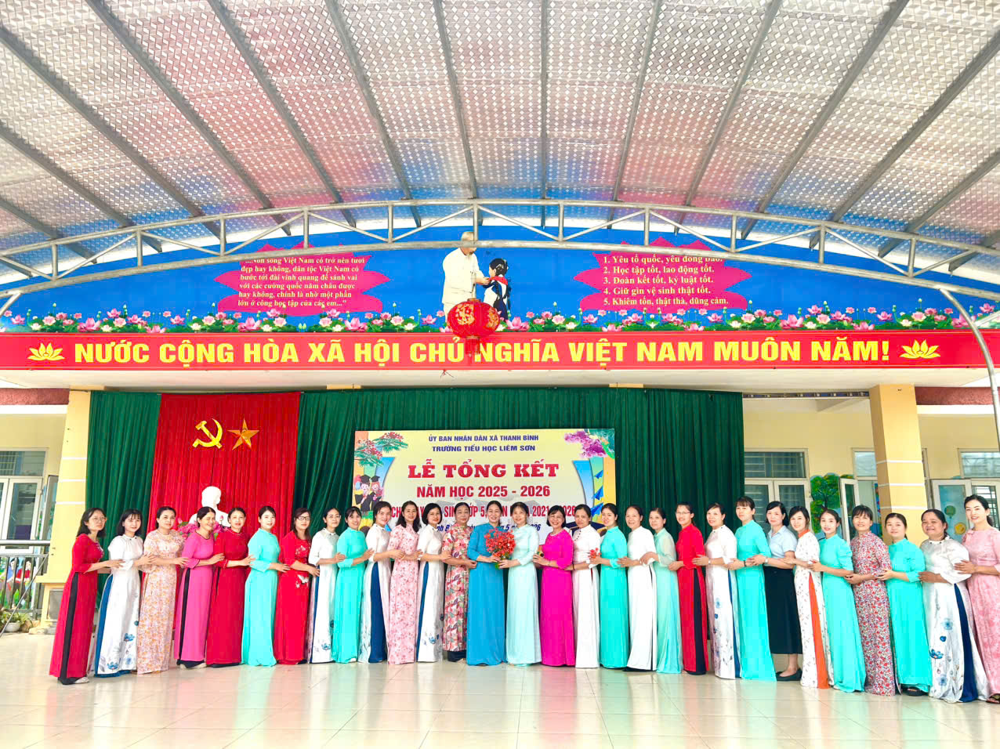 non sông Việt Nam có trở nên tươi
đẹp hay không, dân tộc Việt Nam có
bước tới đài vinh quang để sánh vai
với các cường quốc năm châu được
hay không, chính là nhờ một phần
lớn ở công học tập của các em..."
1. Yêu tổ quốc, yêu đồng bào.
2. Học tập tốt, lao động tốt.
3. Đoàn kết tốt, kỷ luật tốt.
4. Giữ gìn vệ sinh thật tốt.
5. Khiêm tốn, thật thà, dũng cảm.
NƯỚC CỘNG HÒA XÃ HỘI CHỦ NGHĨA VIỆT NAM MUÔN NĂM!
ỦY BAN NHÂN DÂN XÃ THANH BÌNH
TRƯỜNG TIỂU HỌC LIÊM SƠN
LỄ TỔNG KẾT
NĂM HỌC 2025 - 2026